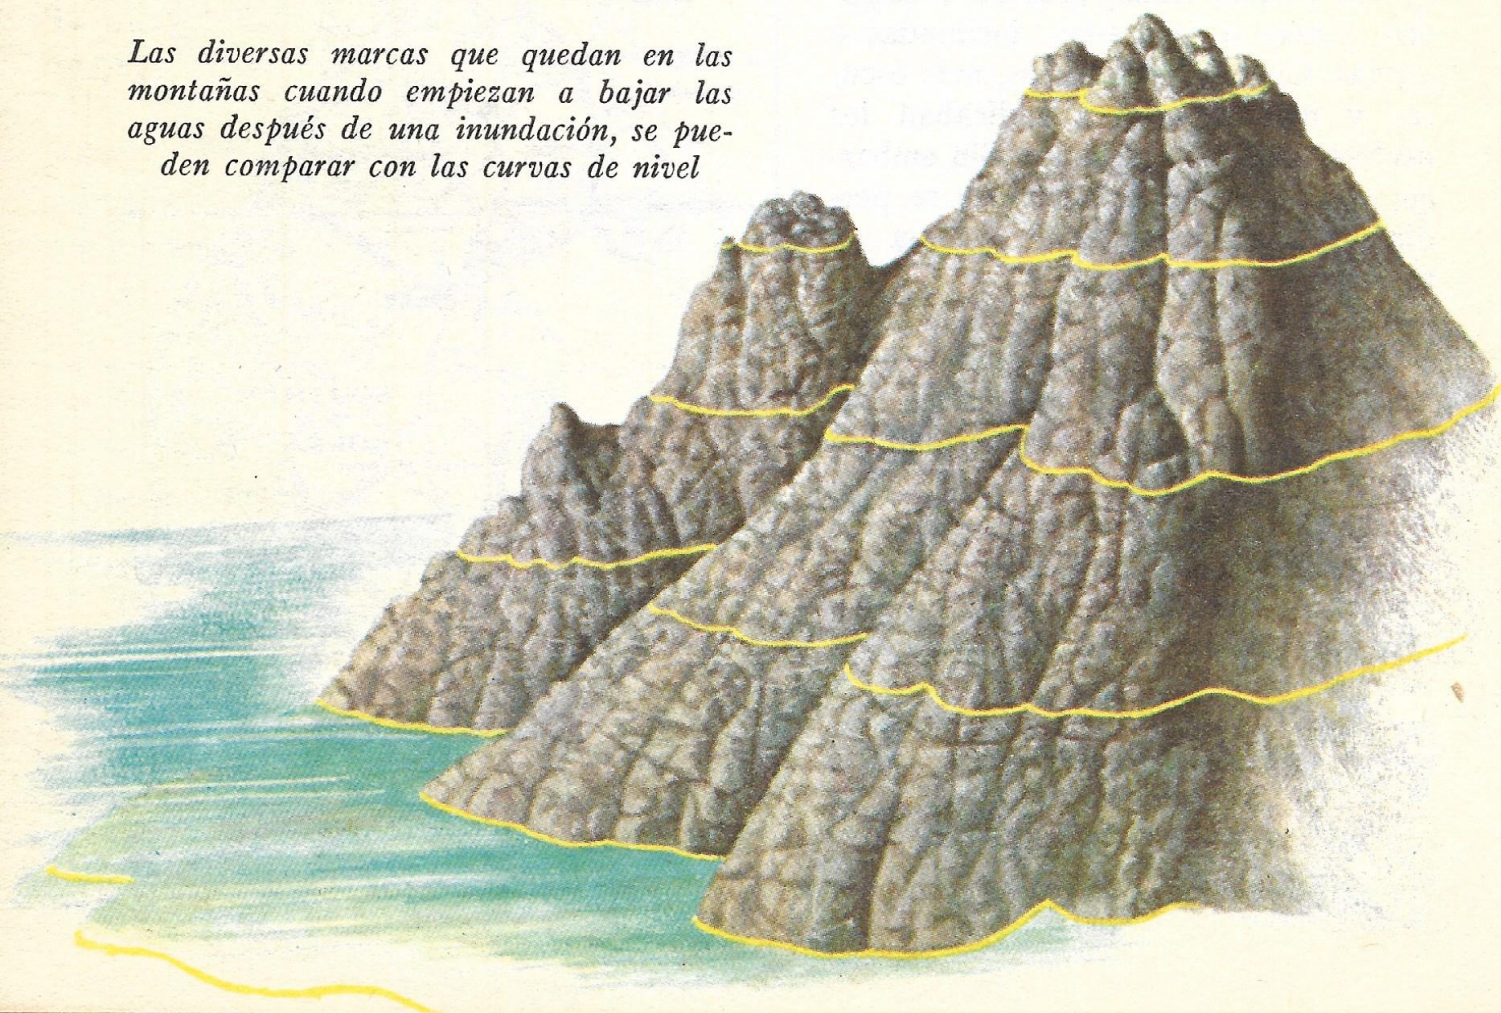 Las diversas marcas que quedan en las
montañas cuando empiezan a bajar las
aguas después de una inundación, se pue-
den comparar con las curvas de nivel